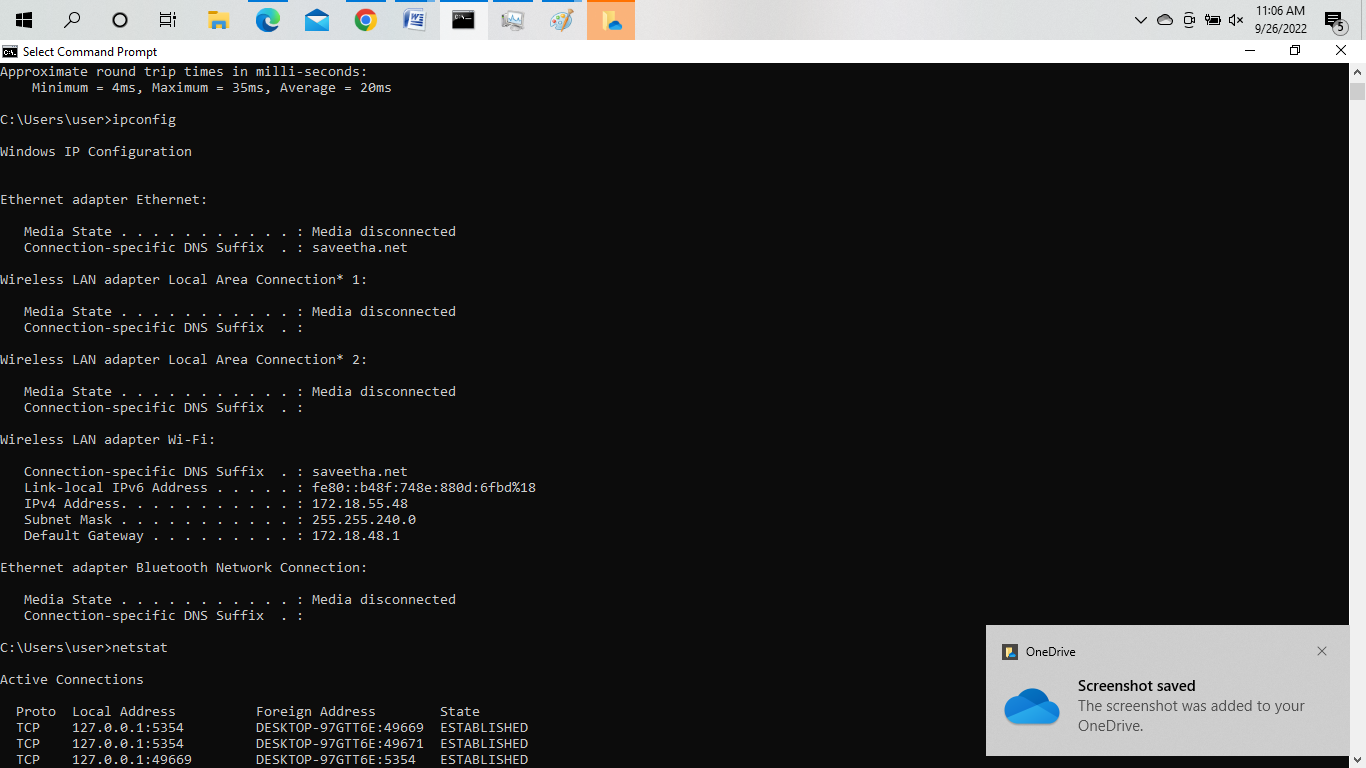 11:06 AM
9/26/2022
5
Select Command Prompt
Approximate round trip times in milli-seconds:
    Minimum = 4ms, Maximum = 35ms, Average = 20ms
C:\Users\user>ipconfig
Windows IP Configuration
Ethernet adapter Ethernet:
   Media State . . . . . . . . . . . : Media disconnected
   Connection-specific DNS Suffix  . : saveetha.net
Wireless LAN adapter Local Area Connection* 1:
   Media State . . . . . . . . . . . : Media disconnected
   Connection-specific DNS Suffix  . :
Wireless LAN adapter Local Area Connection* 2:
   Media State . . . . . . . . . . . : Media disconnected
   Connection-specific DNS Suffix  . :
Wireless LAN adapter Wi-Fi:
   Connection-specific DNS Suffix  . : saveetha.net
   Link-local IPv6 Address . . . . . : fe80::b48f:748e:880d:6fbd%18
   IPv4 Address. . . . . . . . . . . : 172.18.55.48
   Subnet Mask . . . . . . . . . . . : 255.255.240.0
   Default Gateway . . . . . . . . . : 172.18.48.1
Ethernet adapter Bluetooth Network Connection:
   Media State . . . . . . . . . . . : Media disconnected
   Connection-specific DNS Suffix  . :
C:\Users\user>netstat
Active Connections
  Proto  Local Address          Foreign Address        State
  TCP    127.0.0.1:5354         DESKTOP-97GTT6E:49669  ESTABLISHED
  TCP    127.0.0.1:5354         DESKTOP-97GTT6E:49671  ESTABLISHED
  TCP    127.0.0.1:49669        DESKTOP-97GTT6E:5354   ESTABLISHED
OneDrive
Screenshot saved
The screenshot was added to your
OneDrive.